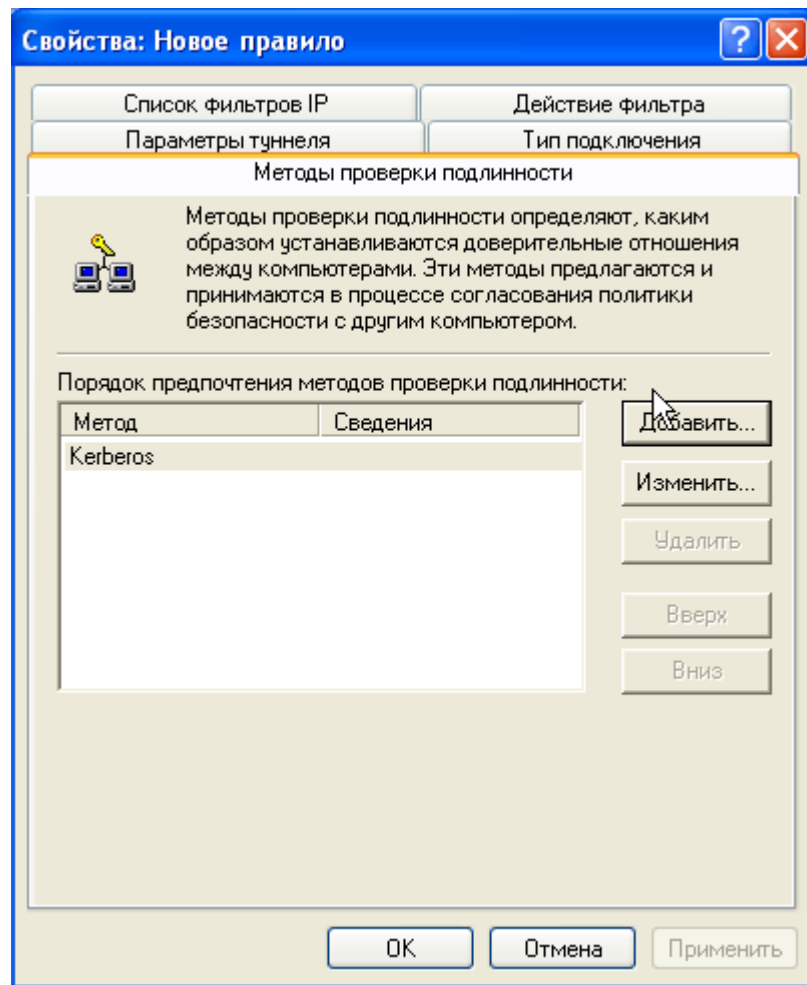 Свойства: Новое правило
Список фильтров IP
Действие фильтра
Параметры туннеля
Тип подключения
Методы проверки подлинности
Методы проверки подлинности определяют, каким
образом устанавливаются доверительные отношения
между компьютерами. Эти методы предлагаются и
принимаются в процессе согласования политики
безопасности с другим компьютером.
Порядок предпочтения методов проверки подлинности:
Метод
Сведения
Kerberos
Добавить...
Изменить...
Удалить
Вверх
Вниз
OK
Отмена
Применить